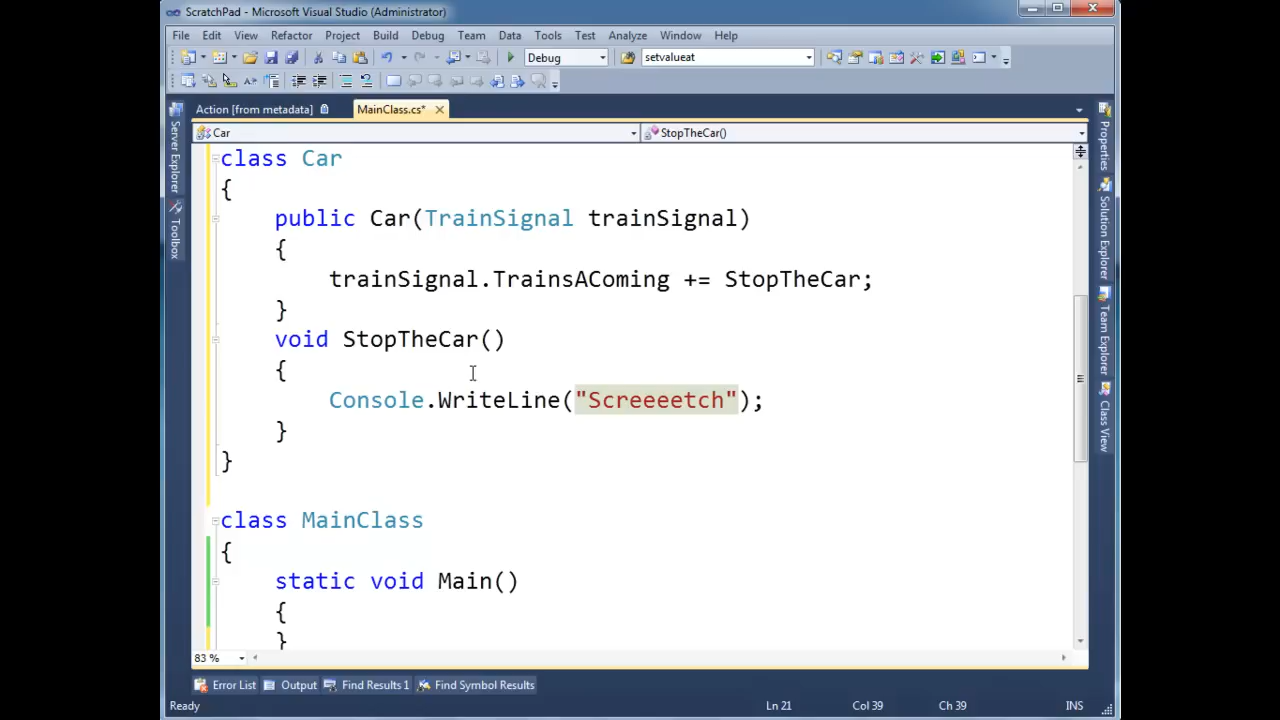 ScratchPad - Microsoft Visual Studio (Administrator)
File Edit View Refactor Project Build Debug Team Data Tools Test Analyze Window Help
Debug setvalueat
Action [from metadata] MainClass.cs*
Car StopTheCar()
Server Explorer
Toolbox
class Car
{
public Car(TrainSignal trainSignal)
{
trainSignal.TrainsAComing += StopTheCar;
}
void StopTheCar()
{
Console.WriteLine("Screeeetch");
}
}
class MainClass
{
static void Main()
{
}
Properties
Solution Explorer
Team Explorer
Class View
83 %
Error List Output Find Results 1 Find Symbol Results
Ready Ln 21 Col 39 Ch 39 INS